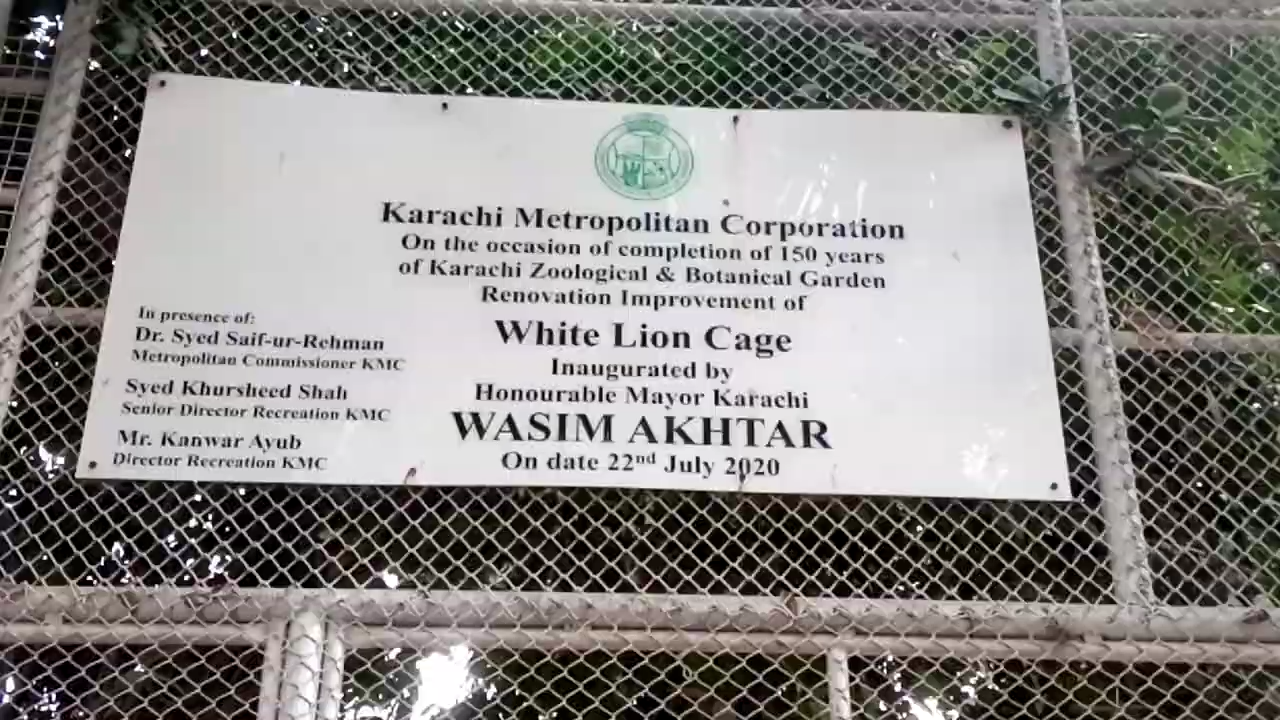 Karachi Metropolitan Corporation
On the occasion of completion of 150 years
of Karachi Zoological & Botanical Garden
Renovation Improvement of
White Lion Cage
Inaugurated by
Honourable Mayor Karachi
WASIM AKHTAR
On date 22nd July 2020
In presence of:
Dr. Syed Saif-ur-Rehman
Metropolitan Commissioner KMC
Syed Khursheed Shah
Senior Director Recreation KMC
Mr. Kanwar Ayub
Director Recreation KMC